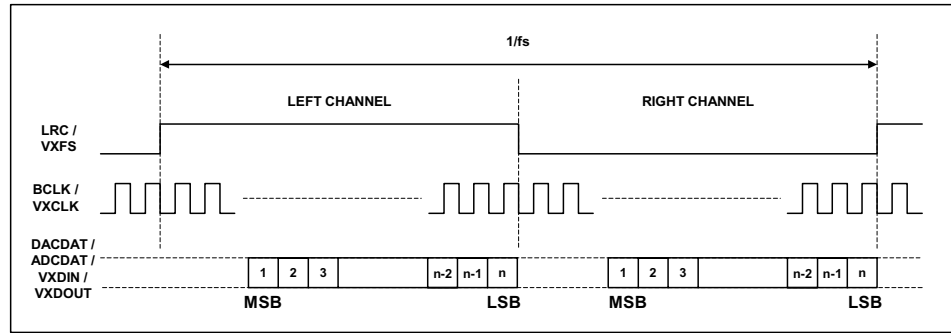 1/fs
LEFT CHANNEL RIGHT CHANNEL
LRC /
VXFS
BCLK /
VXCLK
DACDAT /
ADCDAT /
VXDIN /
VXDOUT
1 2 3 n-2 n-1 n 1 2 3 n-2 n-1 n
MSB LSB MSB LSB